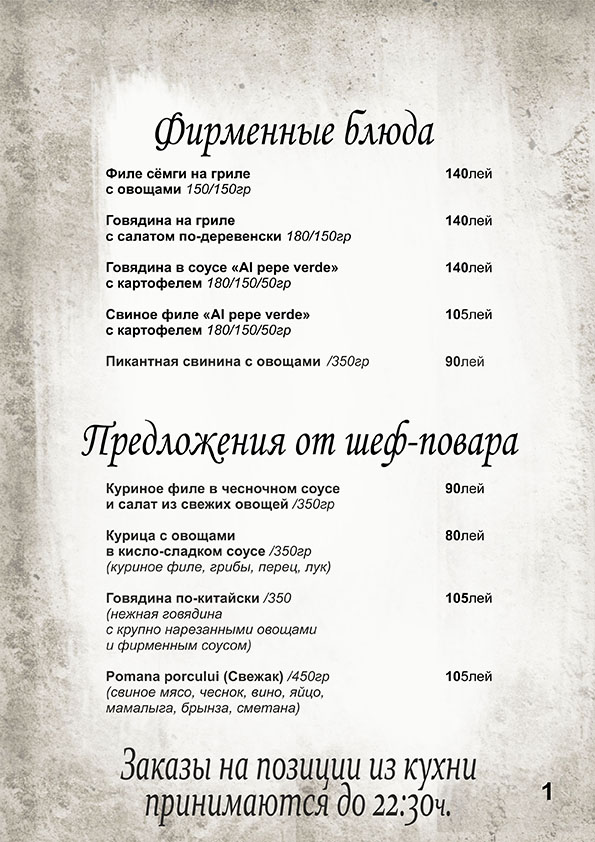 Фирменные блюда
Филе сёмги на гриле 140лей
с овощами 150/150гр
Говядина на гриле 140лей
с салатом по-деревенски 180/150гр
Говядина в соусе «Al pepe verde» 140лей
с картофелем 180/150/50гр
Свиное филе «Al pepe verde» 105лей
с картофелем 180/150/50гр
Пикантная свинина с овощами /350гр 90лей
Предложения от шеф-повара
Куриное филе в чесночном соусе 90лей
и салат из свежих овощей /350гр
Курица с овощами 80лей
в кисло-сладком соусе /350гр
(куриное филе, грибы, перец, лук)
Говядина по-китайски /350 105лей
(нежная говядина
с крупно нарезанными овощами
и фирменным соусом)
Pomana porcului (Свежак) /450гр 105лей
(свиное мясо, чеснок, вино, яйцо,
мамалыга, брынза, сметана)
Заказы на позиции из кухни
принимаются до 22:30ч.
1